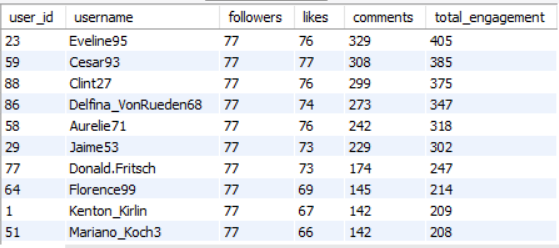 user_id username followers likes comments total_engagement
23 Eveline95 77 76 329 405
59 Cesar93 77 77 308 385
88 Clint27 77 76 299 375
86 Delfina_VonRueden68 77 74 273 347
58 Aurelie71 77 76 242 318
29 Jaime53 77 73 229 302
77 Donald.Fritsch 77 73 174 247
64 Florence99 77 69 145 214
1 Kenton_Kirlin 77 67 142 209
51 Mariano_Koch3 77 66 142 208